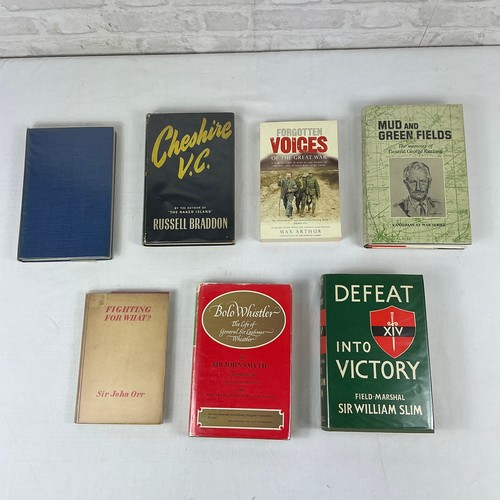 Cheshire
V.C.
BY THE AUTHOR OF
'THE NAKED ISLAND'
RUSSELL BRADDON
FORGOTTEN
VOICES
OF THE GREAT WAR
MAX ARTHUR
MUD AND
GREEN FIELDS
The memoirs of
General George Kitching
FIGHTING
FOR WHAT?
Sir John Orr
Bolo Whistler
The Life of
General Sir Lashmer
Whistler
SIR JOHN SMYTH
DEFEAT
XIV
INTO
VICTORY
FIELD-MARSHAL
SIR WILLIAM SLIM